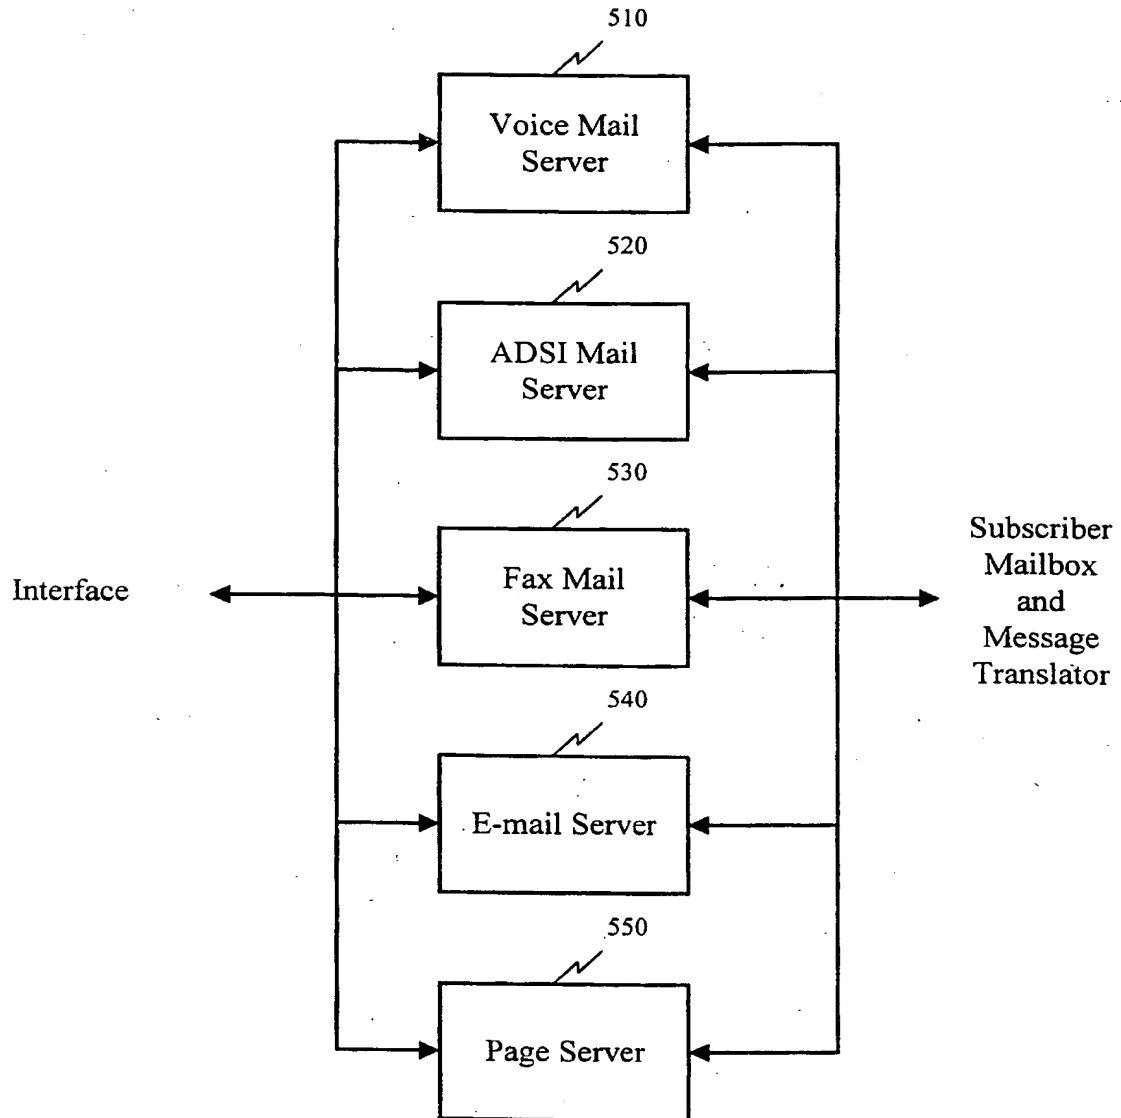 510
Voice Mail
Server
520
ADSI Mail
Server
530
Interface
Fax Mail
Server
Subscriber
Mailbox
and
Message
Translator
540
E-mail Server
550
Page Server